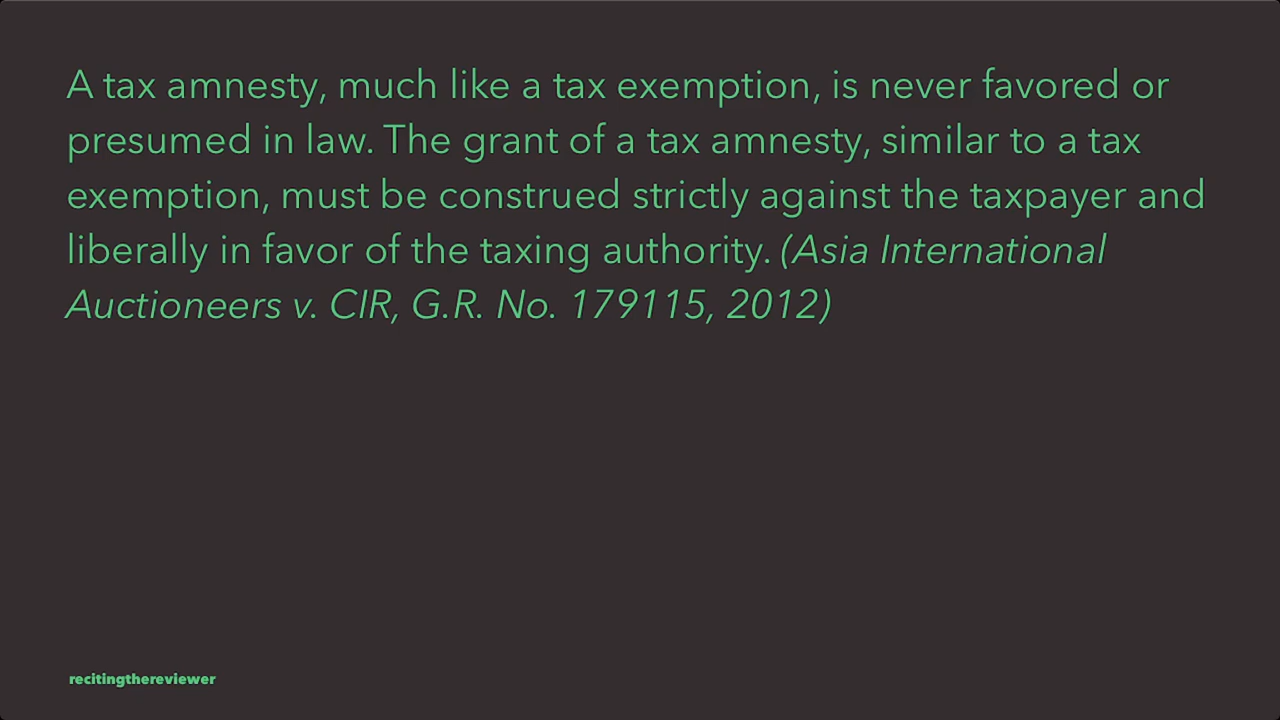 A tax amnesty, much like a tax exemption, is never favored or
presumed in law. The grant of a tax amnesty, similar to a tax
exemption, must be construed strictly against the taxpayer and
liberally in favor of the taxing authority. (Asia International
Auctioneers v. CIR, G.R. No. 179115, 2012)
recitingthereviewer